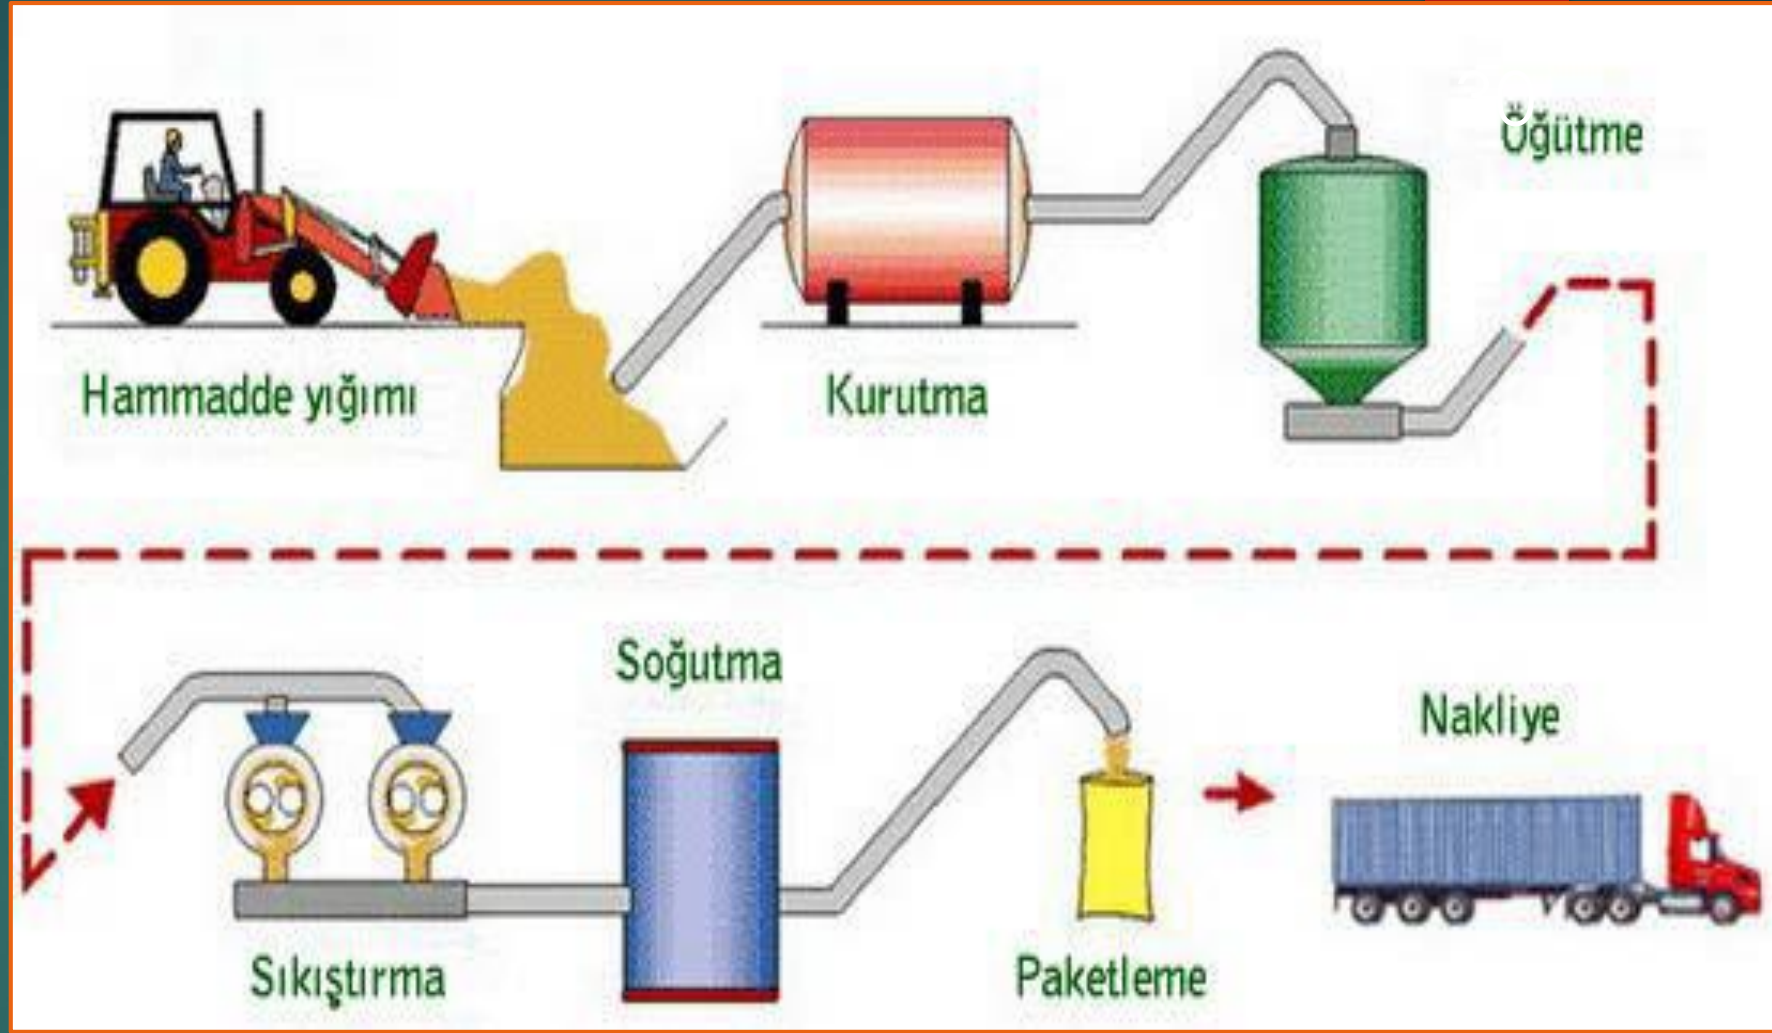 Öğütme
Hammadde yığımı
Kurutma
Soğutma
Nakliye
Sıkıştırma
Paketleme